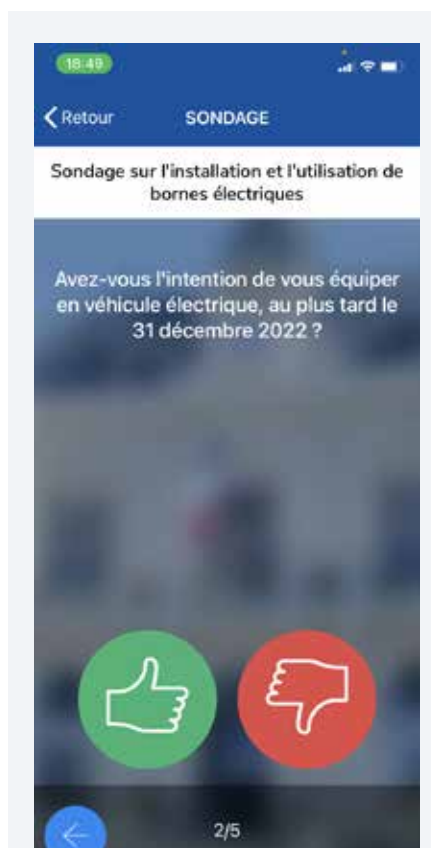 18:49
Retour SONDAGE
Sondage sur l'installation et l'utilisation de
bornes électriques
Avez-vous l'intention de vous équiper
en véhicule électrique, au plus tard le
31 décembre 2022 ?
2/5